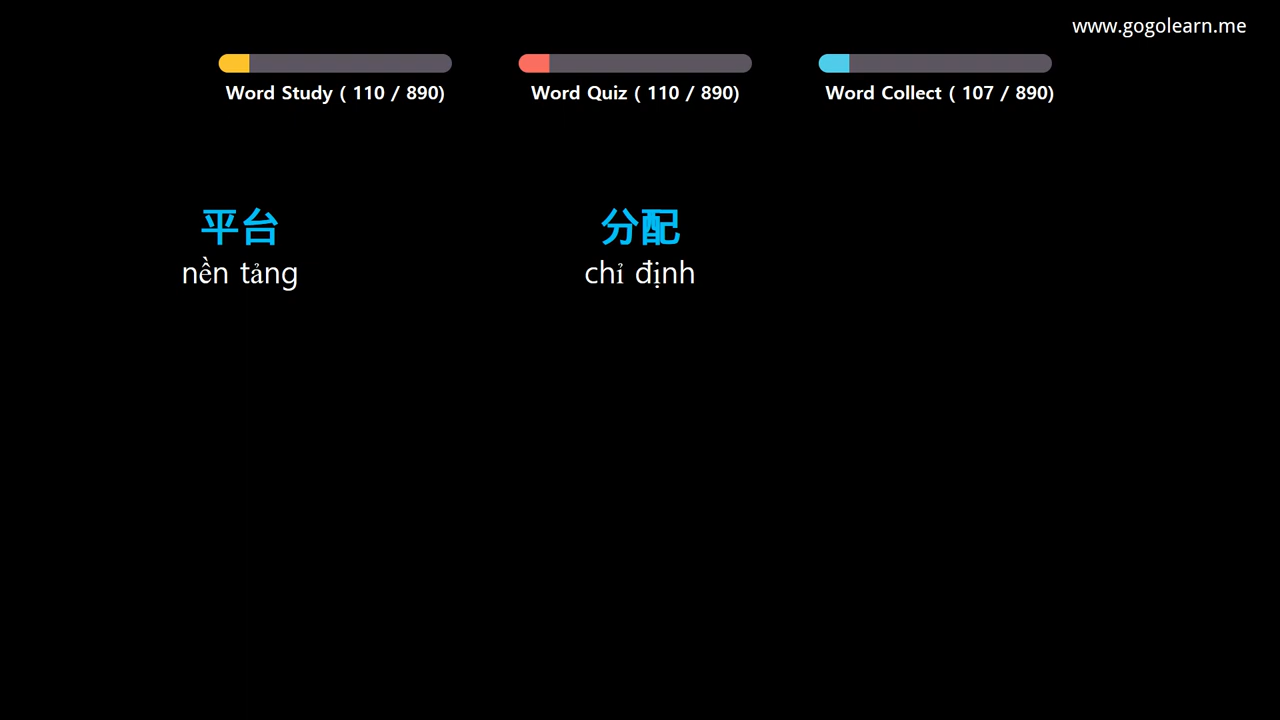 www.gogolearn.me
Word Study ( 110 / 890)
Word Quiz ( 110 / 890)
Word Collect ( 107 / 890)
平台
nền tảng
分配
chỉ định